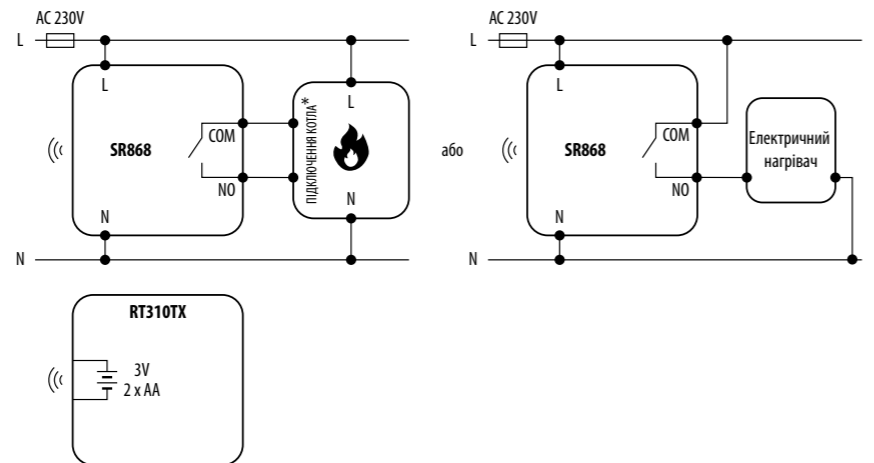 AC 230V
L
L
SR868
COM
NO
N
ПІДКЛЮЧЕННЯ КОТЛА*
L
N
N
або
AC 230V
L
L
SR868
COM
NO
N
Електричний
нагрівач
N
RT310TX
3V
2 x AA